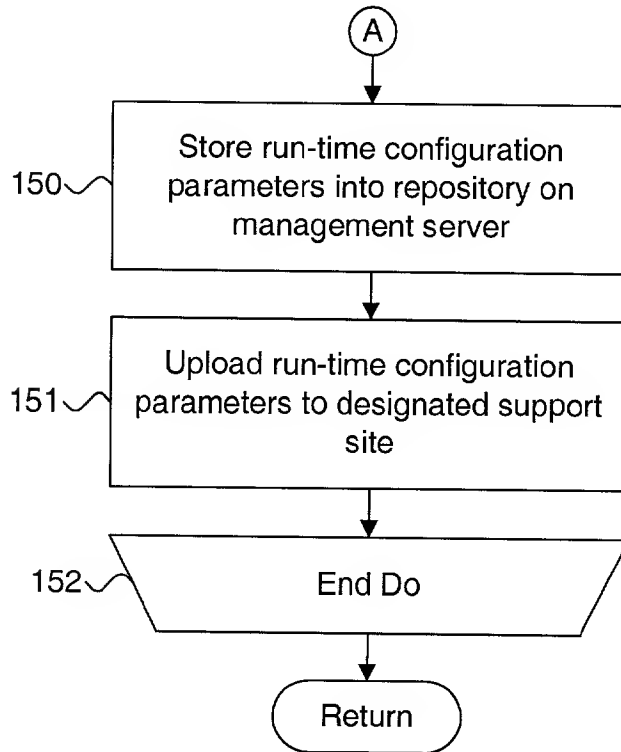 A
150
Store run-time configuration
parameters into repository on
management server
151
Upload run-time configuration
parameters to designated support
site
152
End Do
Return